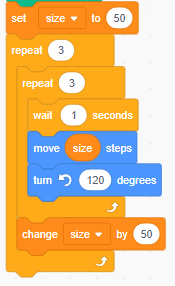 set size to 50
repeat 3
repeat 3
wait 1 seconds
move size steps
turn 120 degrees
change size by 50